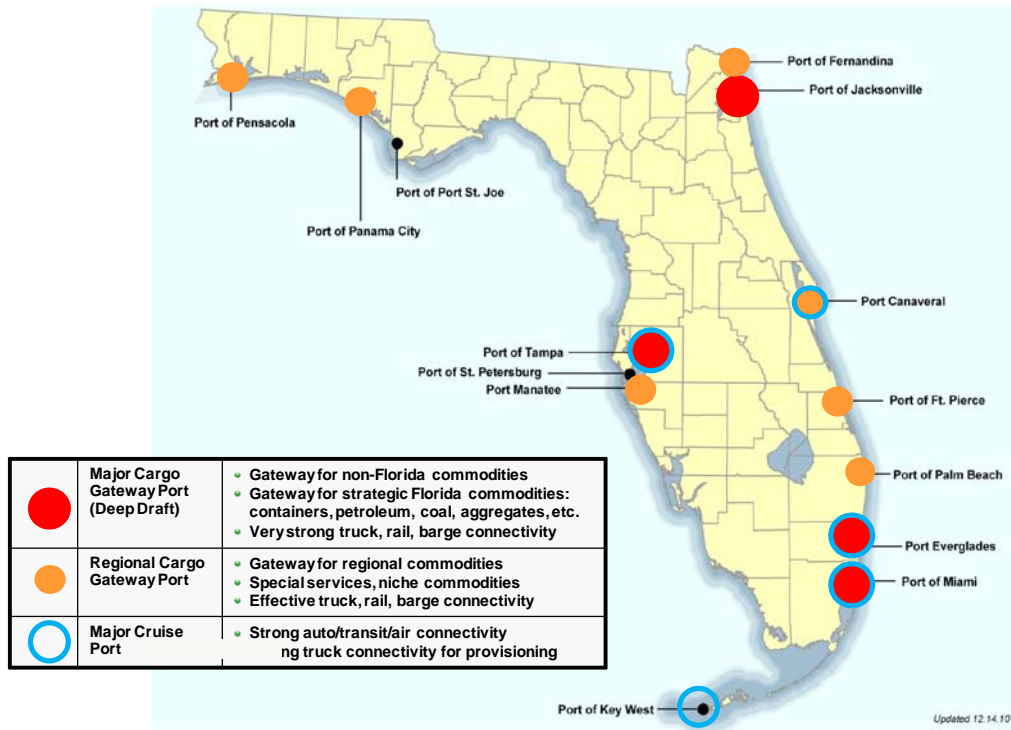 Port of Fernandina
Port of Jacksonville
Port of Pensacola
Port of Port St. Joe
Port of Panama City
Port Canaveral
Port of Tampa
Port of St. Petersburg
Port Manatee
Port of Ft. Pierce
Port of Palm Beach
Port Everglades
Port of Miami
Port of Key West
Major Cargo
Gateway Port
(Deep Draft)
Gateway for non-Florida commodities
Gateway for strategic Florida commodities:
containers, petroleum, coal, aggregates, etc.
Very strong truck, rail, barge connectivity
Regional Cargo
Gateway Port
Gateway for regional commodities
Special services, niche commodities
Effective truck, rail, barge connectivity
Major Cruise
Port
Strong auto/transit/air connectivity
ng truck connectivity for provisioning
Updated 12.14.10